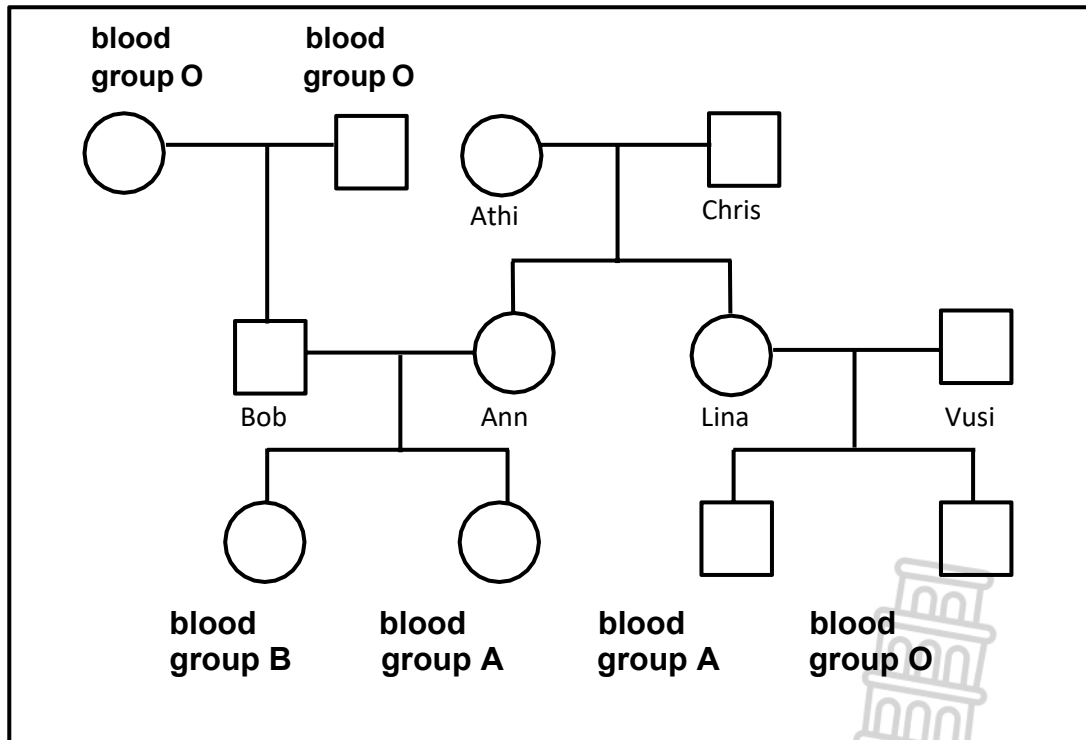 blood
group O
blood
group O
Athi
Chris
Bob
Ann
Lina
Vusi
blood
group B
blood
group A
blood
group A
blood
group O